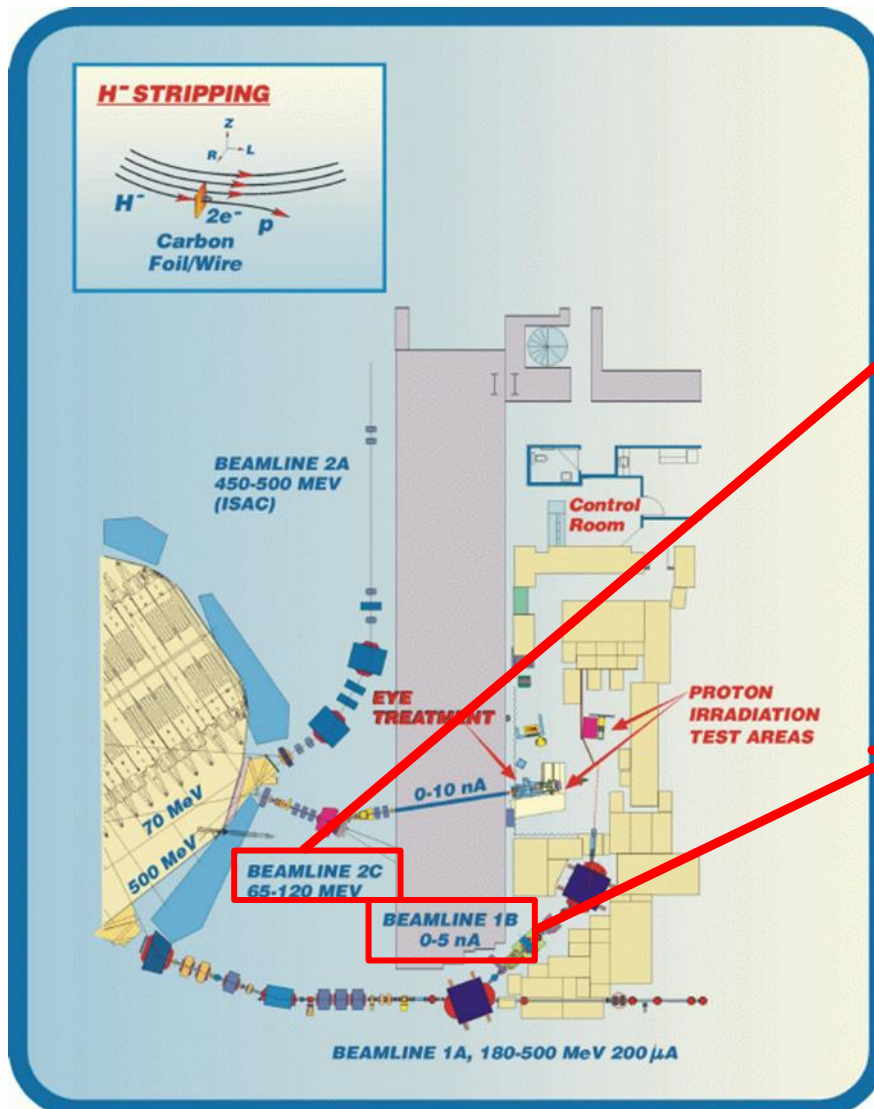 H⁻ STRIPPING
Z
R
L
H⁻
2e⁻
p
Carbon
Foil/Wire
BEAMLINE 2A
450-500 MEV
(ISAC)
Control
Room
EYE
TREATMENT
PROTON
IRRADIATION
TEST AREAS
0-10 nA
70 MeV
500 MeV
BEAMLINE 2C
65-120 MEV
BEAMLINE 1B
0-5 nA
BEAMLINE 1A, 180-500 MeV 200 µA